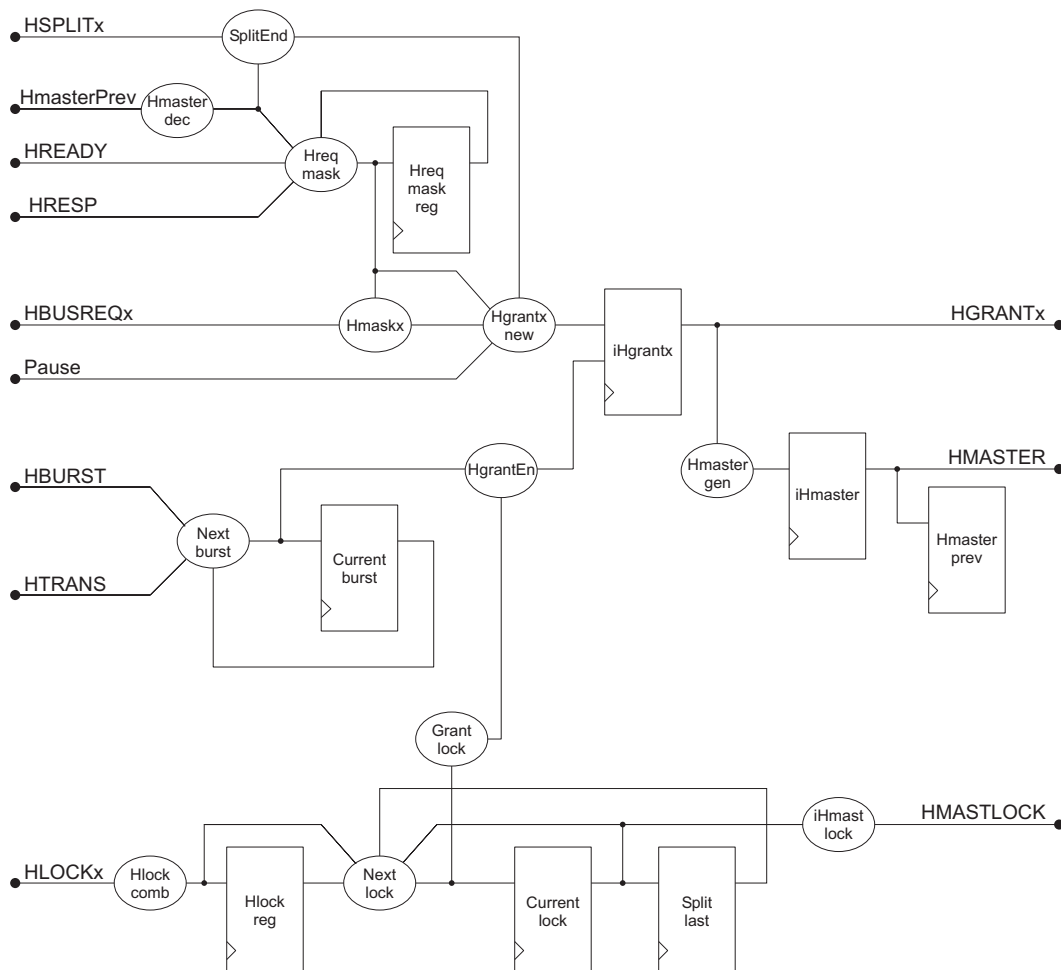 HSPLITx
SplitEnd
HmasterPrev
Hmaster
dec
HREADY
Hreq
mask
Hreq
mask
reg
HRESP
HBUSREQx
Hmaskx
Hgrantx
new
iHgrantx
HGRANTx
Pause
HBURST
HgrantEn
Hmaster
gen
iHmaster
HMASTER
Next
burst
Current
burst
Hmaster
prev
HTRANS
Grant
lock
iHmast
lock
HMASTLOCK
HLOCKx
Hlock
comb
Hlock
reg
Next
lock
Current
lock
Split
last